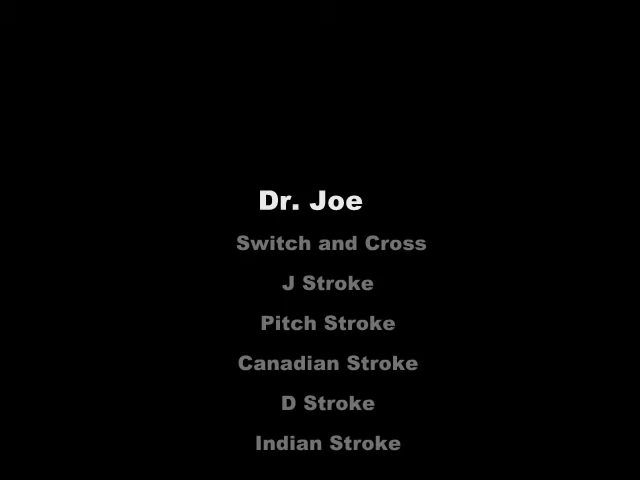 Dr. Joe
Switch and Cross
J Stroke
Pitch Stroke
Canadian Stroke
D Stroke
Indian Stroke